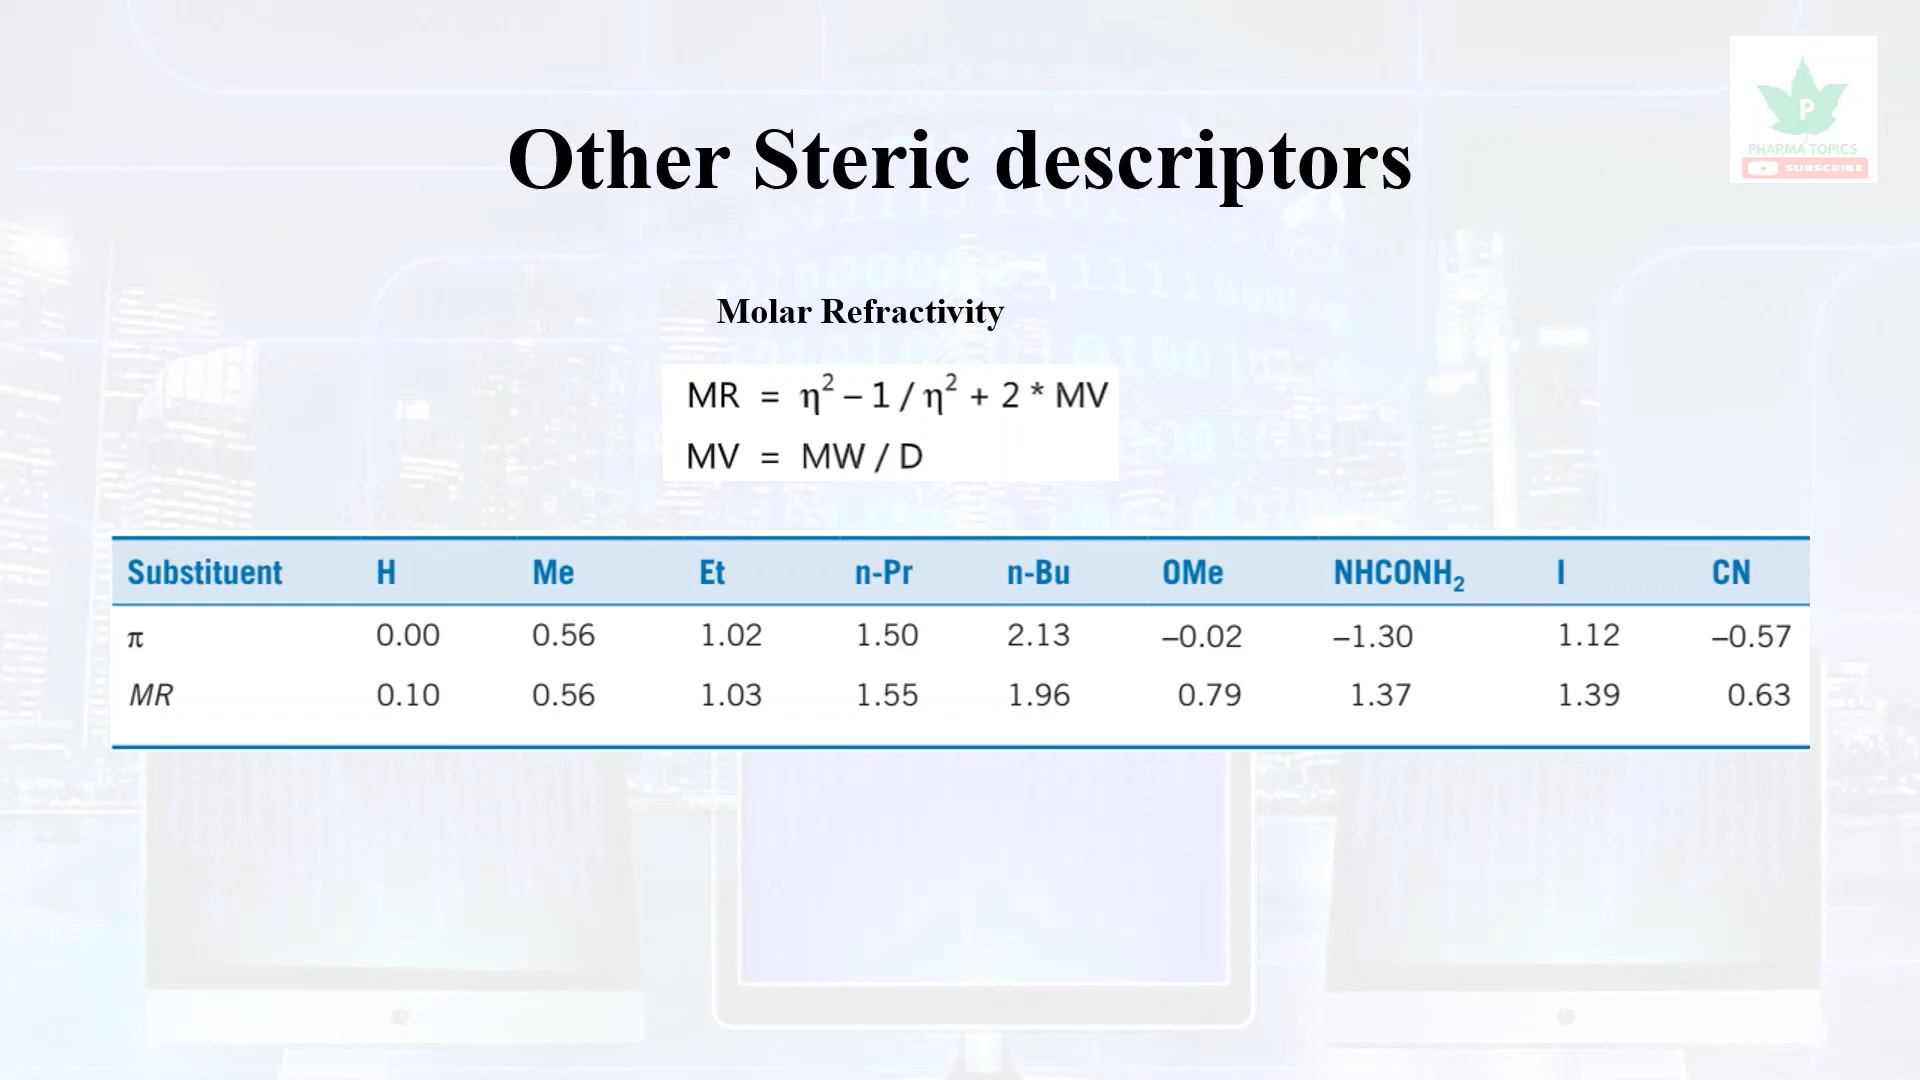 Other Steric descriptors
P
PHARMA TOPICS
SUBSCRIBE
Molar Refractivity
MR = η² – 1 / η² + 2 * MV
MV = MW / D
Substituent H Me Et n-Pr n-Bu OMe NHCONH₂ I CN
π 0.00 0.56 1.02 1.50 2.13 –0.02 –1.30 1.12 –0.57
MR 0.10 0.56 1.03 1.55 1.96 0.79 1.37 1.39 0.63